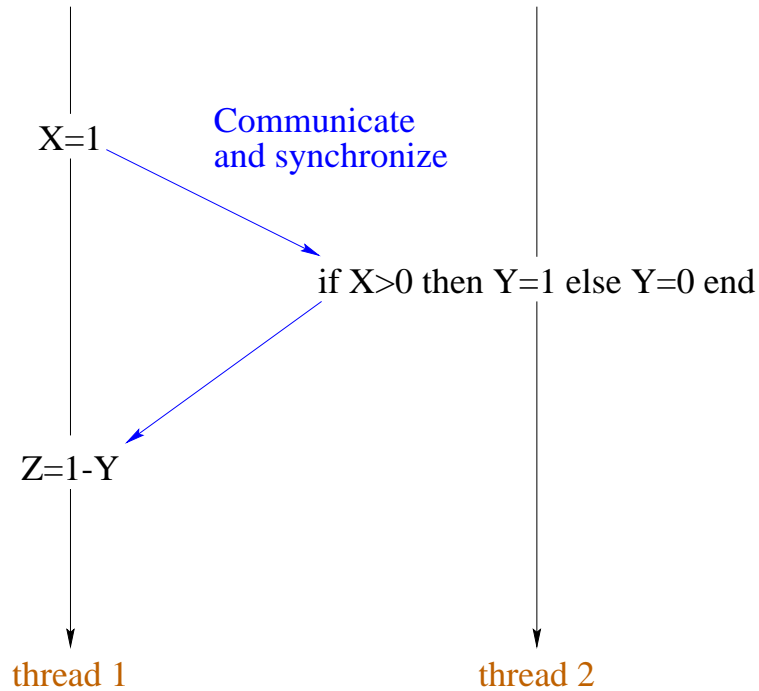 Communicate
and synchronize
X=1
if X>0 then Y=1 else Y=0 end
Z=1-Y
thread 1
thread 2